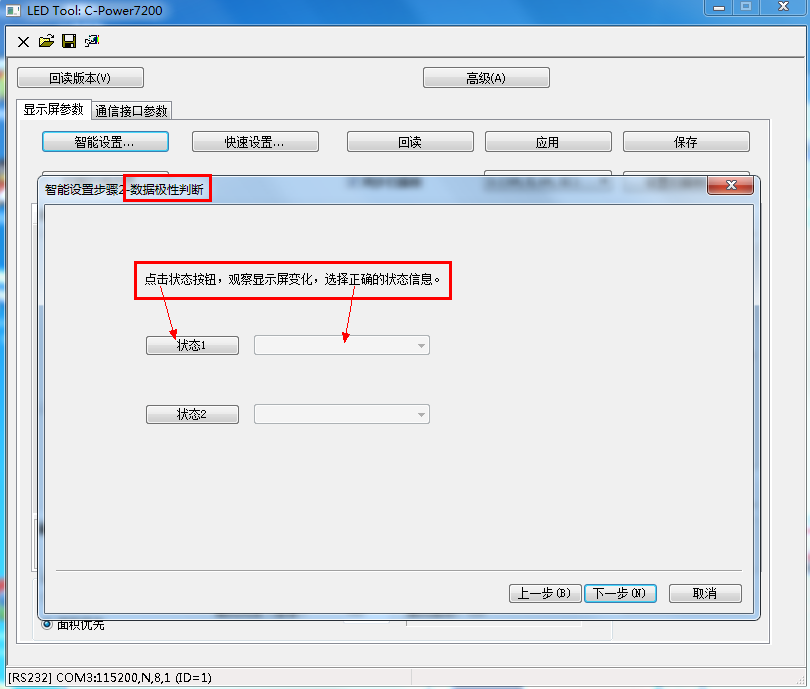 LED Tool: C-Power7200
回读版本(V)
高级(A)
显示屏参数
通信接口参数
智能设置...
快速设置...
回读
应用
保存
智能设置步骤2-数据极性判断
点击状态按钮，观察显示屏变化，选择正确的状态信息。
状态1
状态2
上一步(B)
下一步(N)
取消
面积优先
[RS232] COM3:115200,N,8,1 (ID=1)